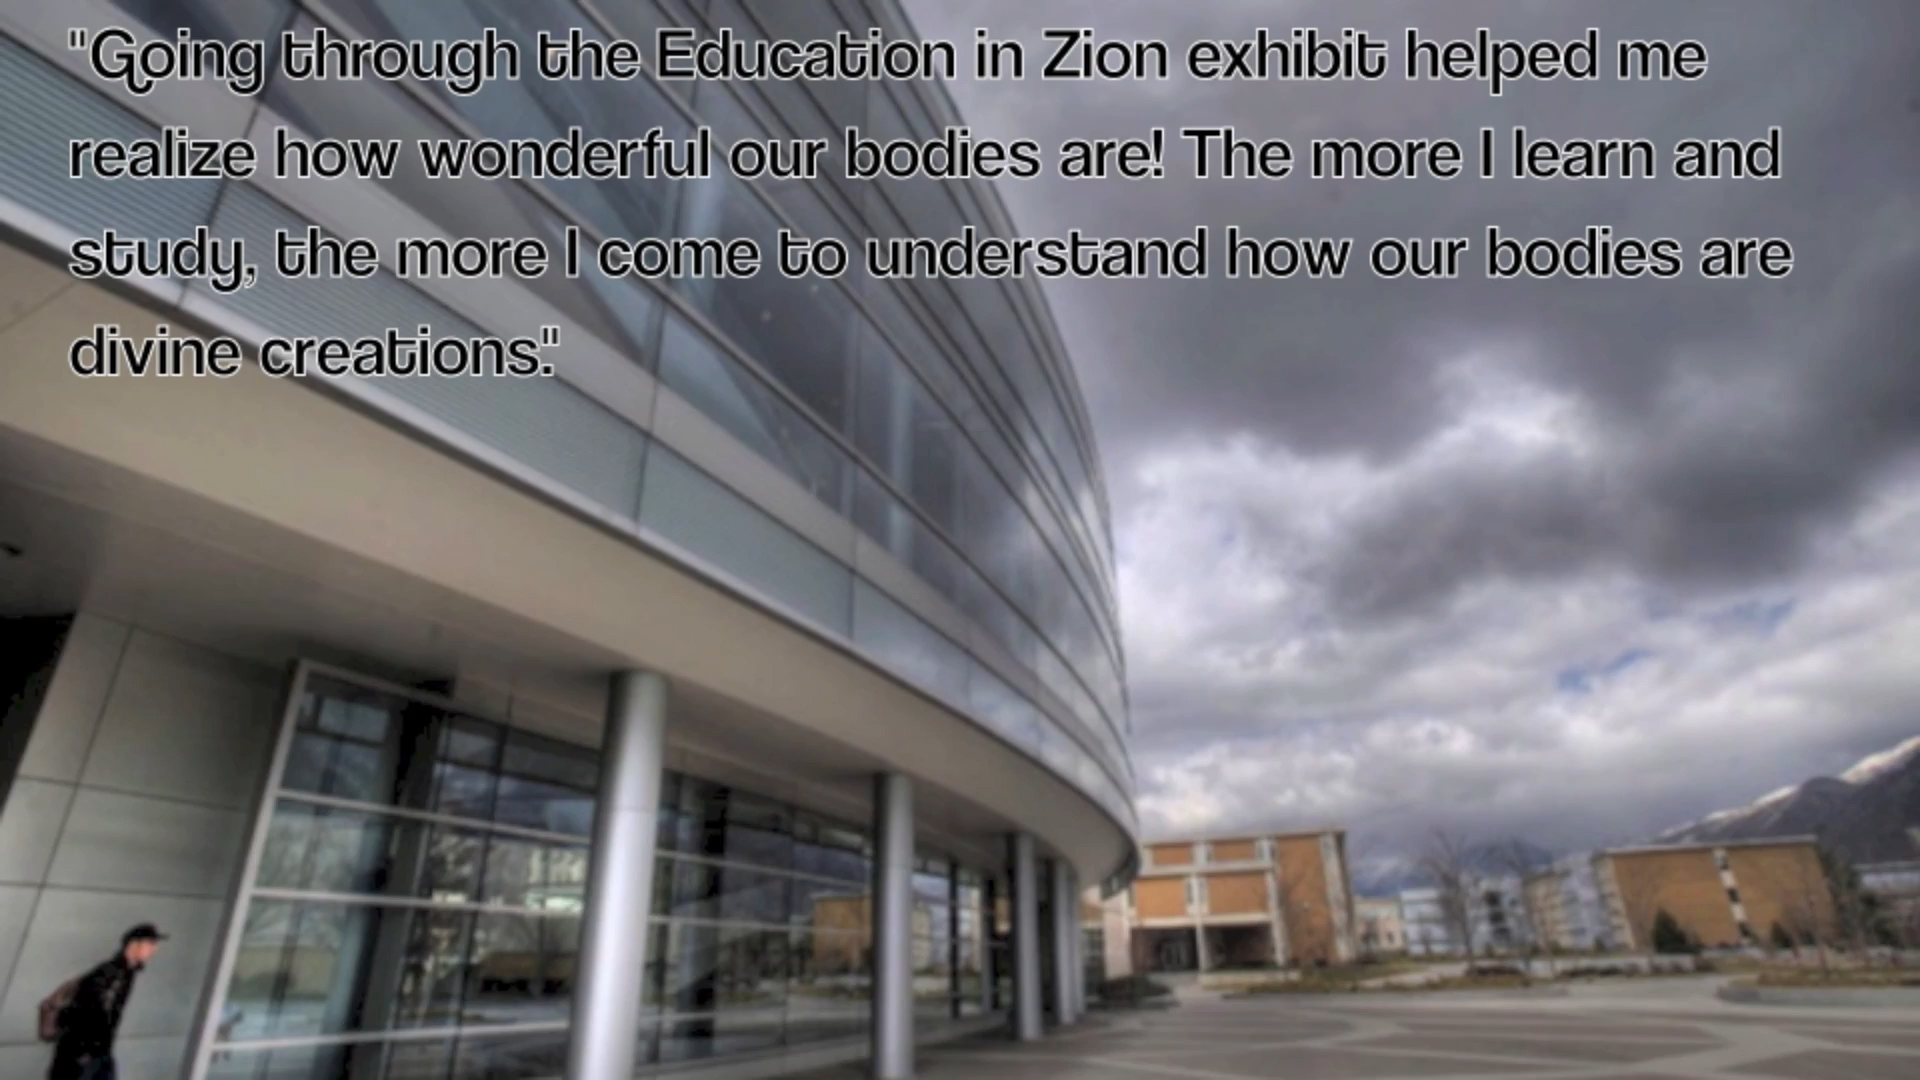 "Going through the Education in Zion exhibit helped me
realize how wonderful our bodies are! The more I learn and
study, the more I come to understand how our bodies are
divine creations."